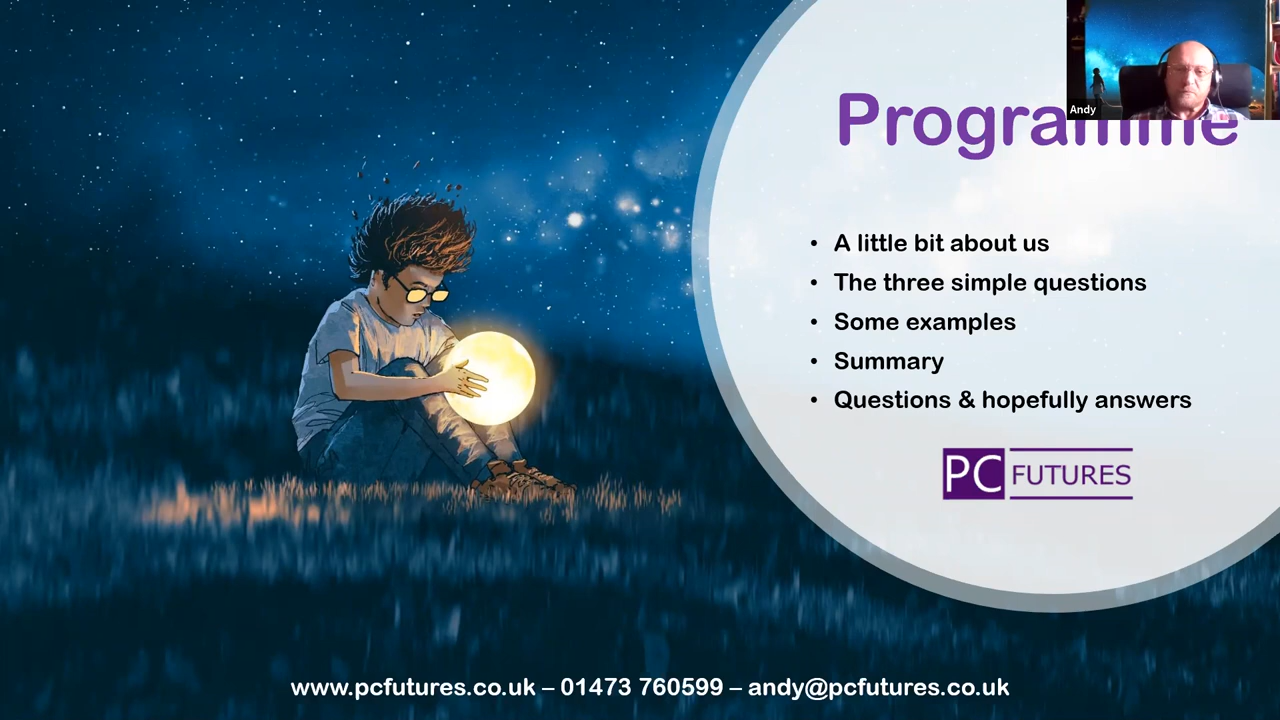 Andy
Programme
• A little bit about us
• The three simple questions
• Some examples
• Summary
• Questions & hopefully answers
PC FUTURES
www.pcfutures.co.uk – 01473 760599 – andy@pcfutures.co.uk